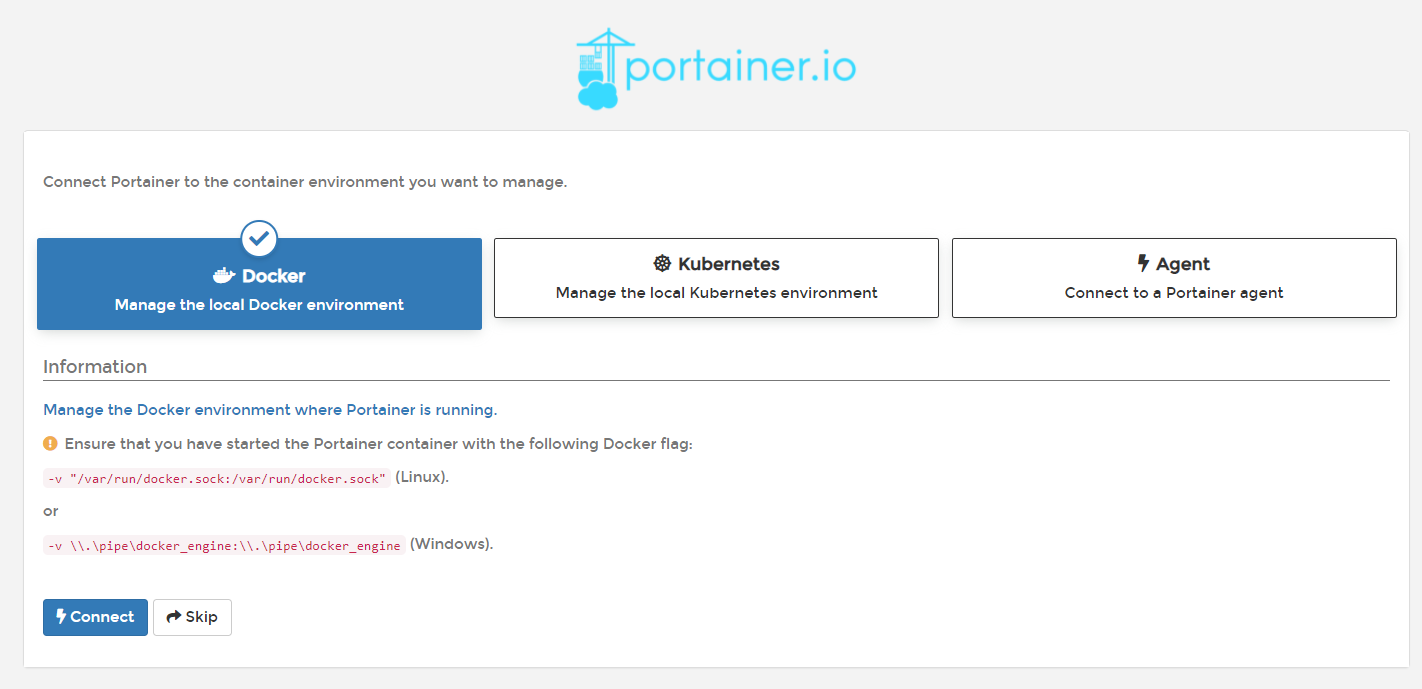 portainer.io
Connect Portainer to the container environment you want to manage.
Docker
Manage the local Docker environment
Kubernetes
Manage the local Kubernetes environment
Agent
Connect to a Portainer agent
Information
Manage the Docker environment where Portainer is running.
Ensure that you have started the Portainer container with the following Docker flag:
-v "/var/run/docker.sock:/var/run/docker.sock" (Linux).
or
-v \\.\pipe\docker_engine:\\.\pipe\docker_engine (Windows).
Connect Skip